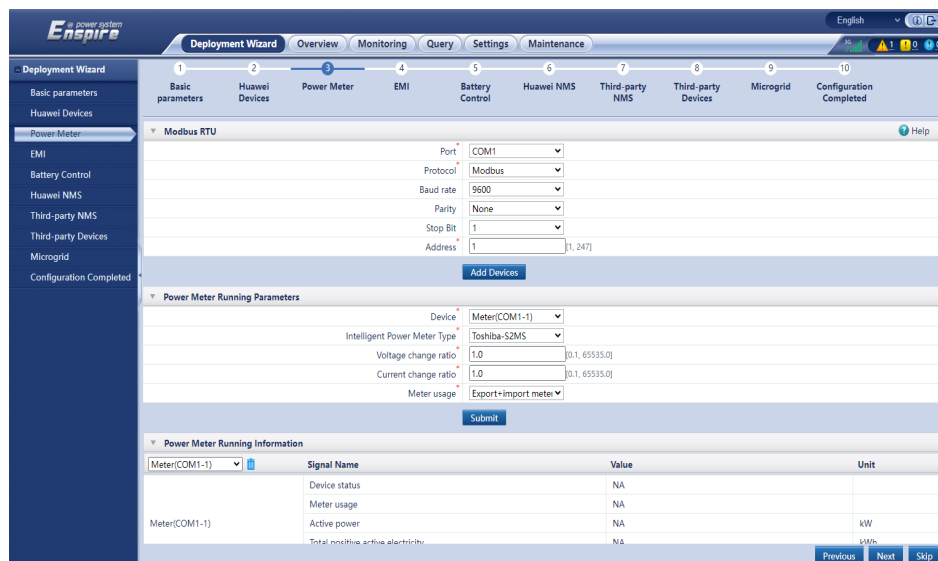 e power system
Enspire
English
Deployment Wizard Overview Monitoring Query Settings Maintenance
3G 1 0
Deployment Wizard
Basic parameters
Huawei Devices
Power Meter
EMI
Battery Control
Huawei NMS
Third-party NMS
Third-party Devices
Microgrid
Configuration Completed
1 2 3 4 5 6 7 8 9 10
Basic parameters
Huawei Devices
Power Meter
EMI
Battery Control
Huawei NMS
Third-party NMS
Third-party Devices
Microgrid
Configuration Completed
Modbus RTU Help
Port * COM1
Protocol * Modbus
Baud rate 9600
Parity None
Stop Bit 1
Address * 1 [1, 247]
Add Devices
Power Meter Running Parameters
Device * Meter(COM1-1)
Intelligent Power Meter Type * Toshiba-S2MS
Voltage change ratio * 1.0 [0.1, 65535.0]
Current change ratio * 1.0 [0.1, 65535.0]
Meter usage * Export+import meter
Submit
Power Meter Running Information
Meter(COM1-1) Signal Name Value Unit
Device status NA
Meter usage NA
Meter(COM1-1) Active power NA kW
Total positive active electricity NA kWh
Previous Next Skip